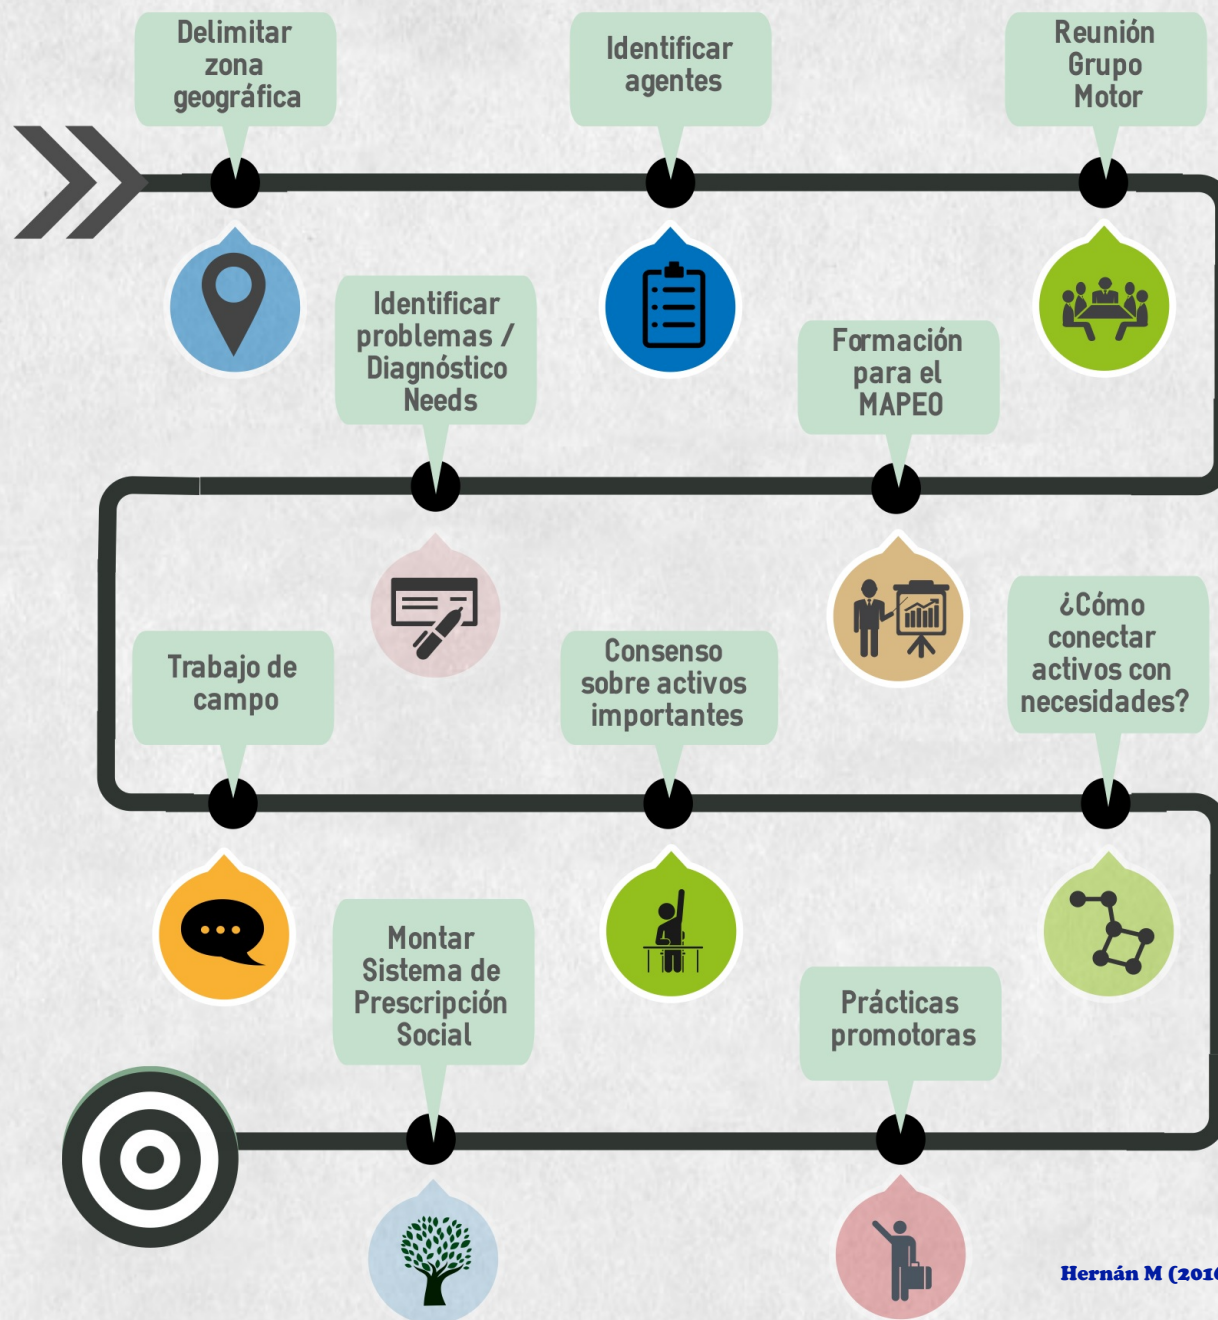 Delimitar
zona
geográfica
Identificar
agentes
Reunión
Grupo
Motor
Formación
para el
MAPEO
Identificar
problemas /
Diagnóstico
Needs
Trabajo de
campo
Consenso
sobre activos
importantes
¿Cómo
conectar
activos con
necesidades?
Prácticas
promotoras
Montar
Sistema de
Prescripción
Social
Hernán M (2016